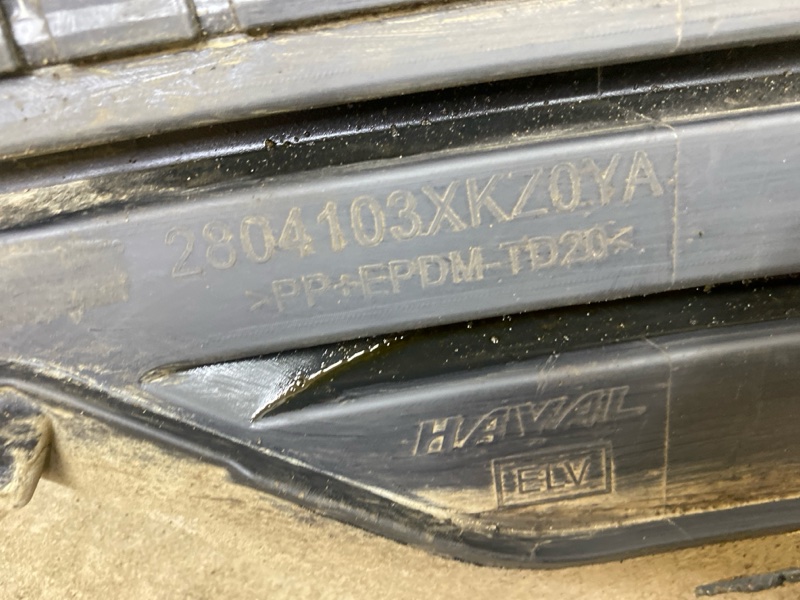 2804103XKZ0YA
>PP+EPDM-TD20<
HAVAL
ELV